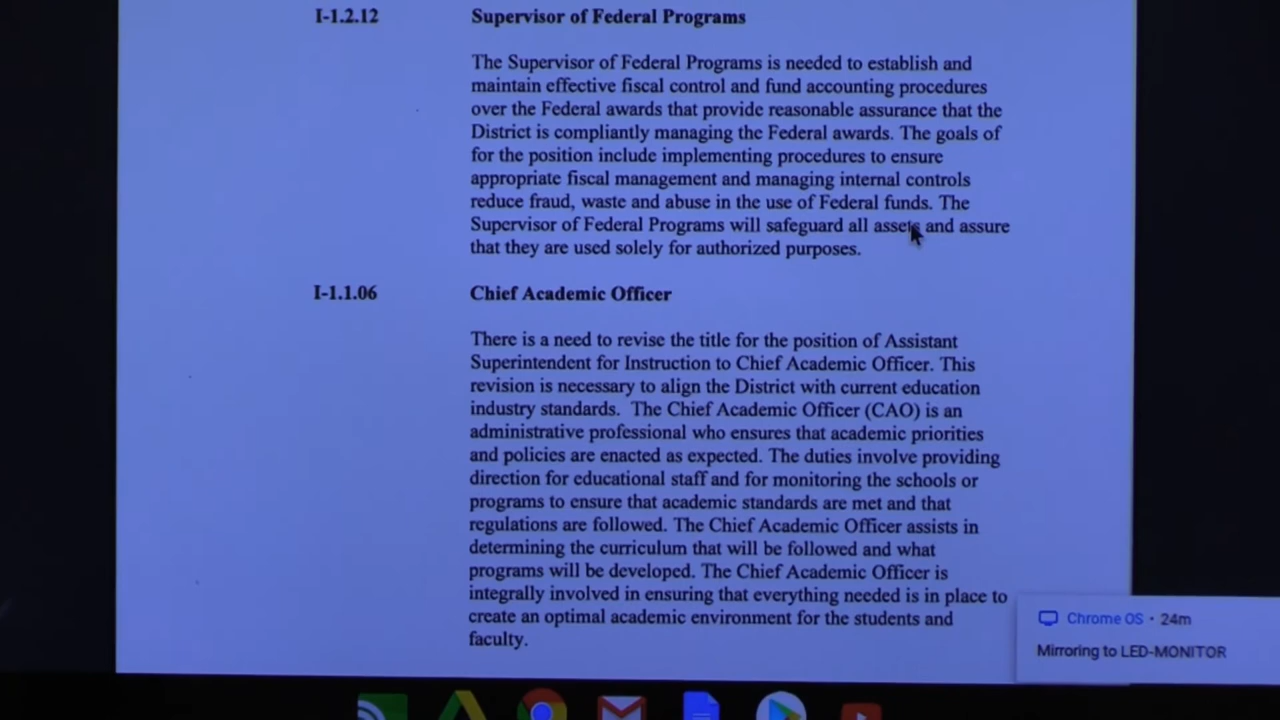 I-1.2.12 Supervisor of Federal Programs
The Supervisor of Federal Programs is needed to establish and
maintain effective fiscal control and fund accounting procedures
over the Federal awards that provide reasonable assurance that the
District is compliantly managing the Federal awards. The goals of
for the position include implementing procedures to ensure
appropriate fiscal management and managing internal controls
reduce fraud, waste and abuse in the use of Federal funds. The
Supervisor of Federal Programs will safeguard all assets and assure
that they are used solely for authorized purposes.
I-1.1.06 Chief Academic Officer
There is a need to revise the title for the position of Assistant
Superintendent for Instruction to Chief Academic Officer. This
revision is necessary to align the District with current education
industry standards. The Chief Academic Officer (CAO) is an
administrative professional who ensures that academic priorities
and policies are enacted as expected. The duties involve providing
direction for educational staff and for monitoring the schools or
programs to ensure that academic standards are met and that
regulations are followed. The Chief Academic Officer assists in
determining the curriculum that will be followed and what
programs will be developed. The Chief Academic Officer is
integrally involved in ensuring that everything needed is in place to
create an optimal academic environment for the students and
faculty.
Chrome OS · 24m
Mirroring to LED-MONITOR